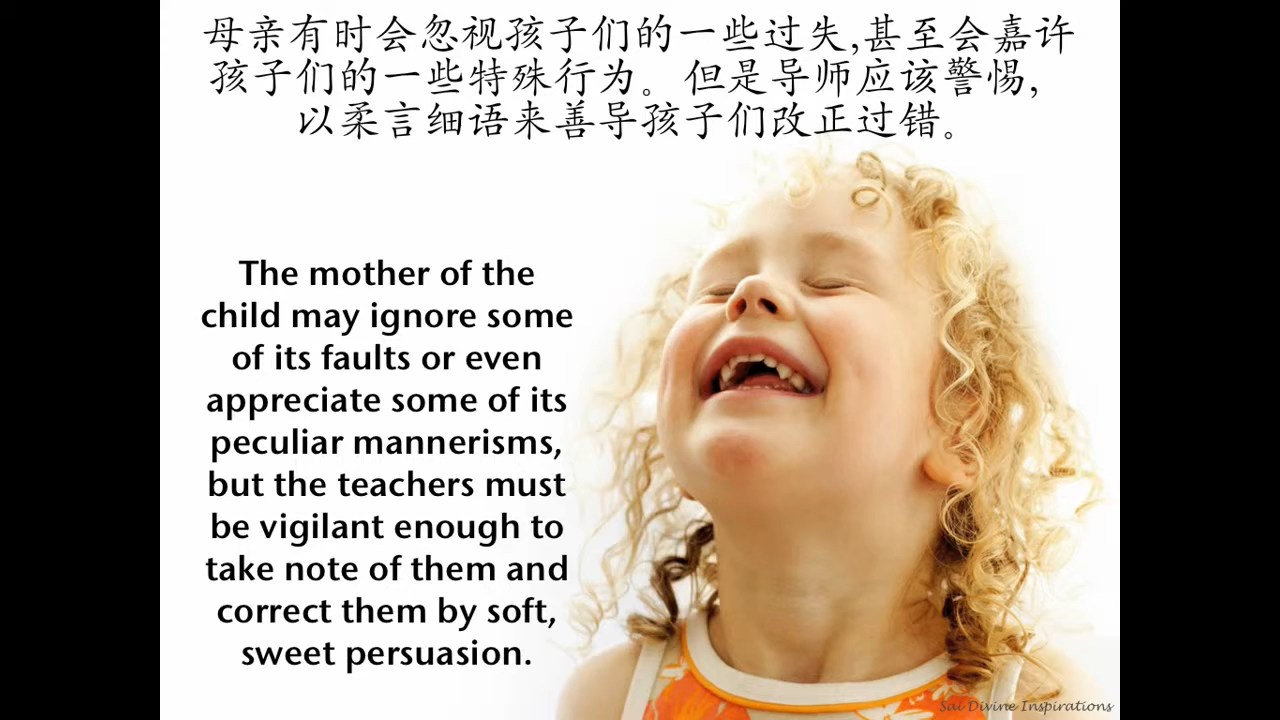 母亲有时会忽视孩子们的一些过失,甚至会嘉许
孩子们的一些特殊行为。但是导师应该警惕,
以柔言细语来善导孩子们改正过错。
The mother of the
child may ignore some
of its faults or even
appreciate some of its
peculiar mannerisms,
but the teachers must
be vigilant enough to
take note of them and
correct them by soft,
sweet persuasion.
Sai Divine Inspirations